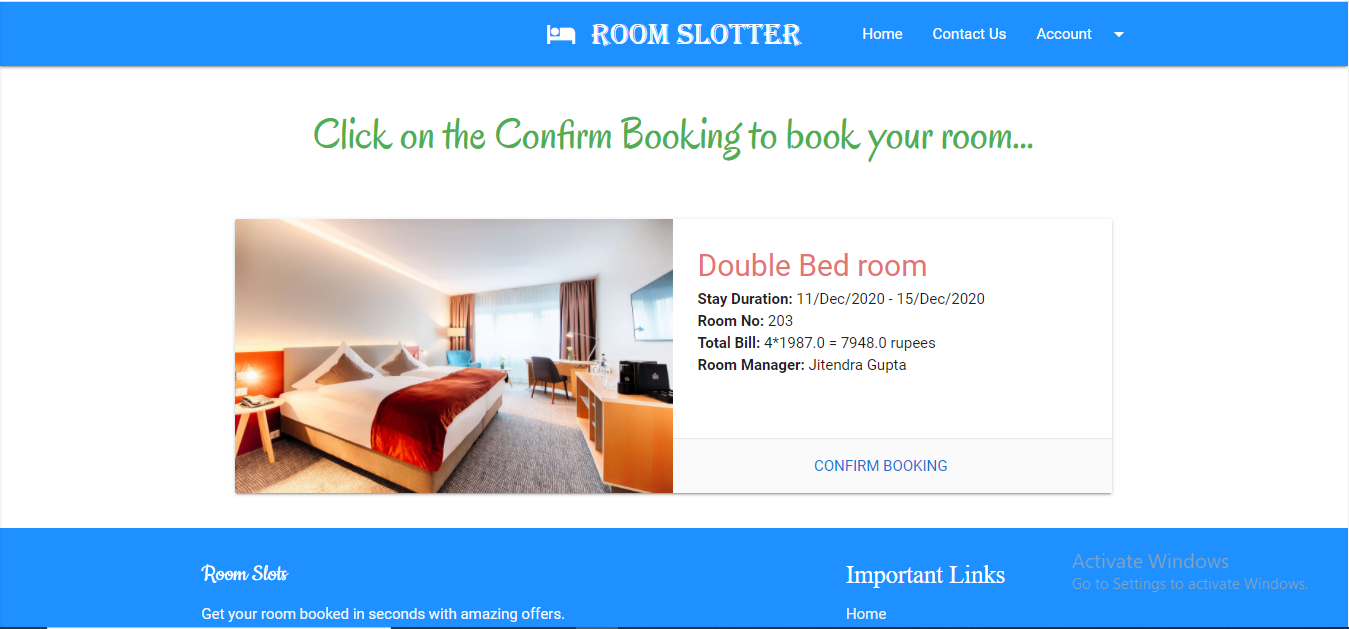 ROOM SLOTTER
Home Contact Us Account
Click on the Confirm Booking to book your room...
Double Bed room
Stay Duration: 11/Dec/2020 - 15/Dec/2020
Room No: 203
Total Bill: 4*1987.0 = 7948.0 rupees
Room Manager: Jitendra Gupta
CONFIRM BOOKING
Room Slots
Get your room booked in seconds with amazing offers.
Important Links
Home
Activate Windows
Go to Settings to activate Windows.